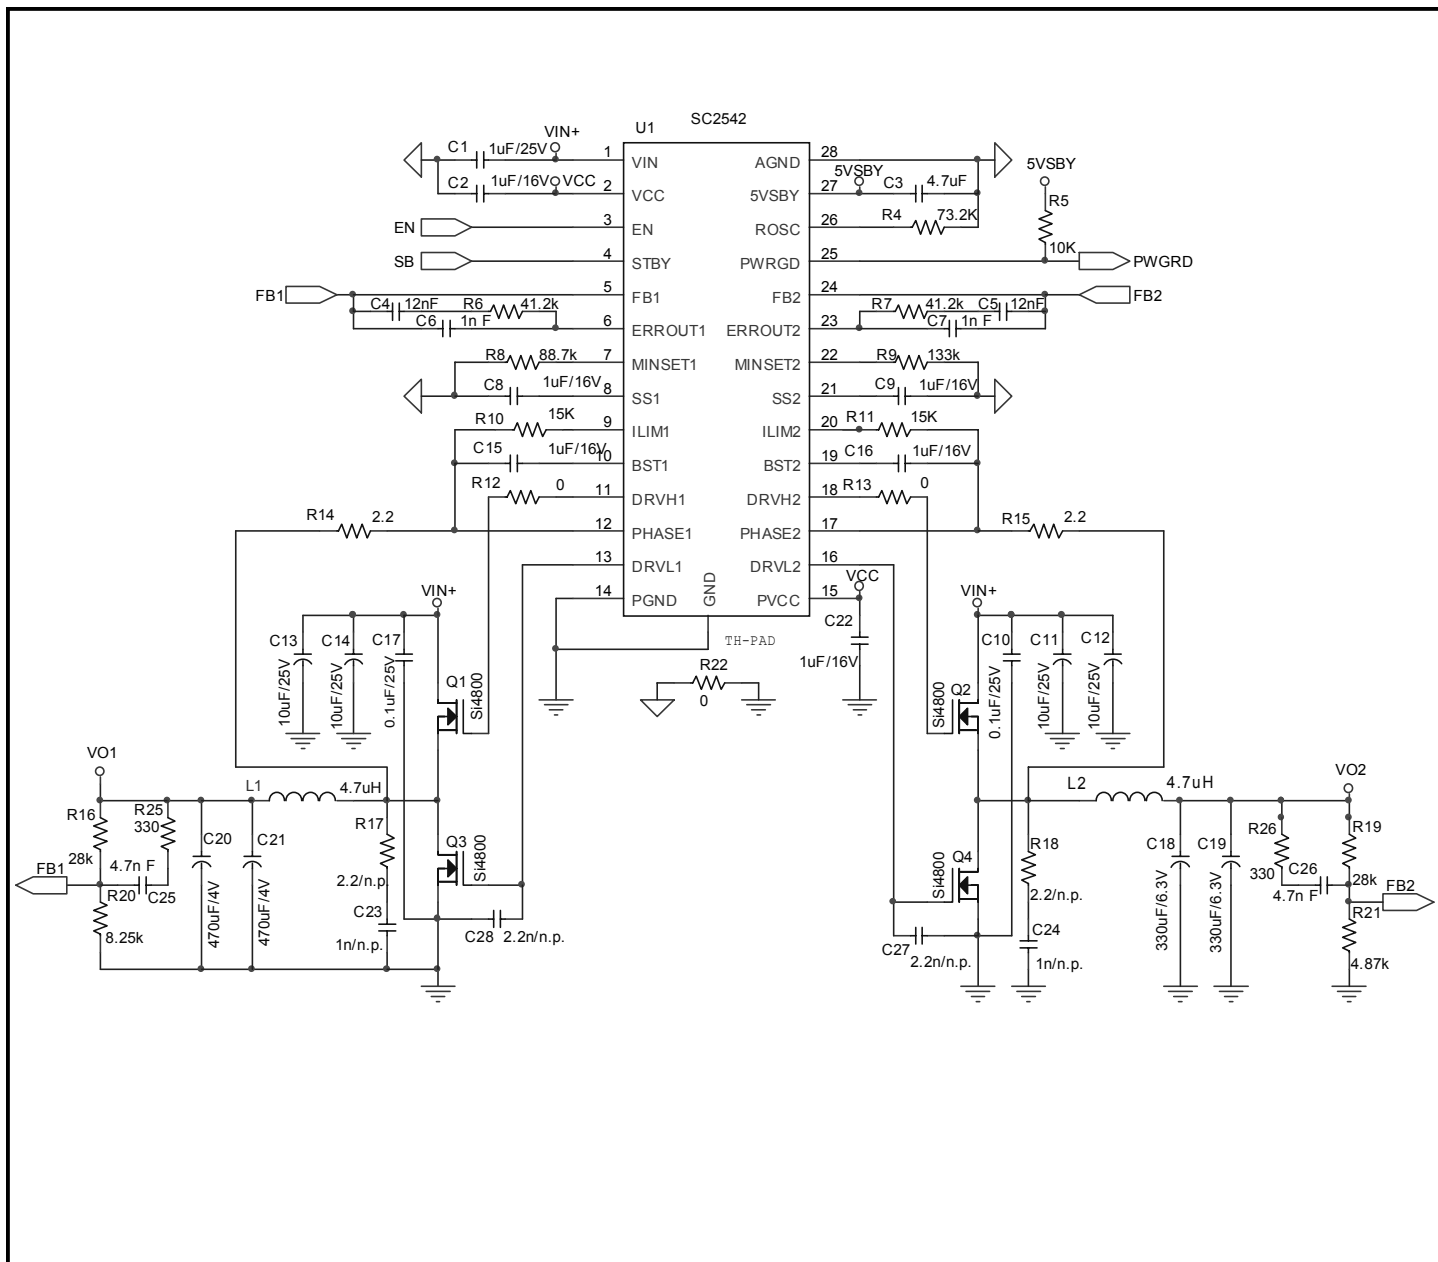 U1
SC2542
C1
1uF/25V
VIN+
1
VIN
C2
1uF/16V
VCC
2
VCC
EN
3
EN
SB
4
STBY
FB1
5
FB1
C4
12nF
R6
41.2k
C6
1n F
6
ERROUT1
R8
88.7k
7
MINSET1
C8
1uF/16V
8
SS1
R10
15K
9
ILIM1
C15
1uF/16V
10
BST1
R12
0
11
DRVH1
R14
2.2
12
PHASE1
13
DRVL1
14
PGND
GND
TH-PAD
AGND
28
5VSBY
27
5VSBY
C3
4.7uF
ROSC
26
R4
73.2K
5VSBY
R5
10K
PWRGD
25
PWGRD
FB2
24
FB2
R7
41.2k
C5
12nF
ERROUT2
23
C7
1n F
MINSET2
22
R9
133k
SS2
21
C9
1uF/16V
ILIM2
20
R11
15K
BST2
19
C16
1uF/16V
DRVH2
18
R13
0
PHASE2
17
R15
2.2
DRVL2
16
PVCC
15
VCC
C22
1uF/16V
R22
0
VIN+
C13
10uF/25V
C14
10uF/25V
C17
0.1uF/25V
Q1
Si4800
VO1
L1
4.7uH
R16
28k
R25
330
C20
470uF/4V
C21
470uF/4V
R17
2.2/n.p.
Q3
Si4800
FB1
4.7n F
C25
R20
8.25k
C23
1n/n.p.
C28
2.2n/n.p.
VIN+
C10
0.1uF/25V
C11
10uF/25V
C12
10uF/25V
Q2
Si4800
L2
4.7uH
VO2
Q4
Si4800
R18
2.2/n.p.
C18
330uF/6.3V
C19
330uF/6.3V
R26
330
R19
28k
C26
4.7n F
FB2
R21
4.87k
C27
2.2n/n.p.
C24
1n/n.p.